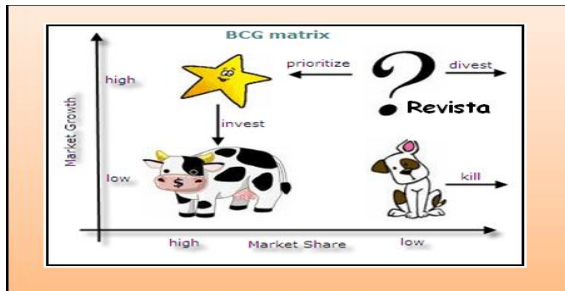 BCG matrix
prioritize
divest
high
?
Revista
invest
Market Growth
low
$
kill
high
Market Share
low